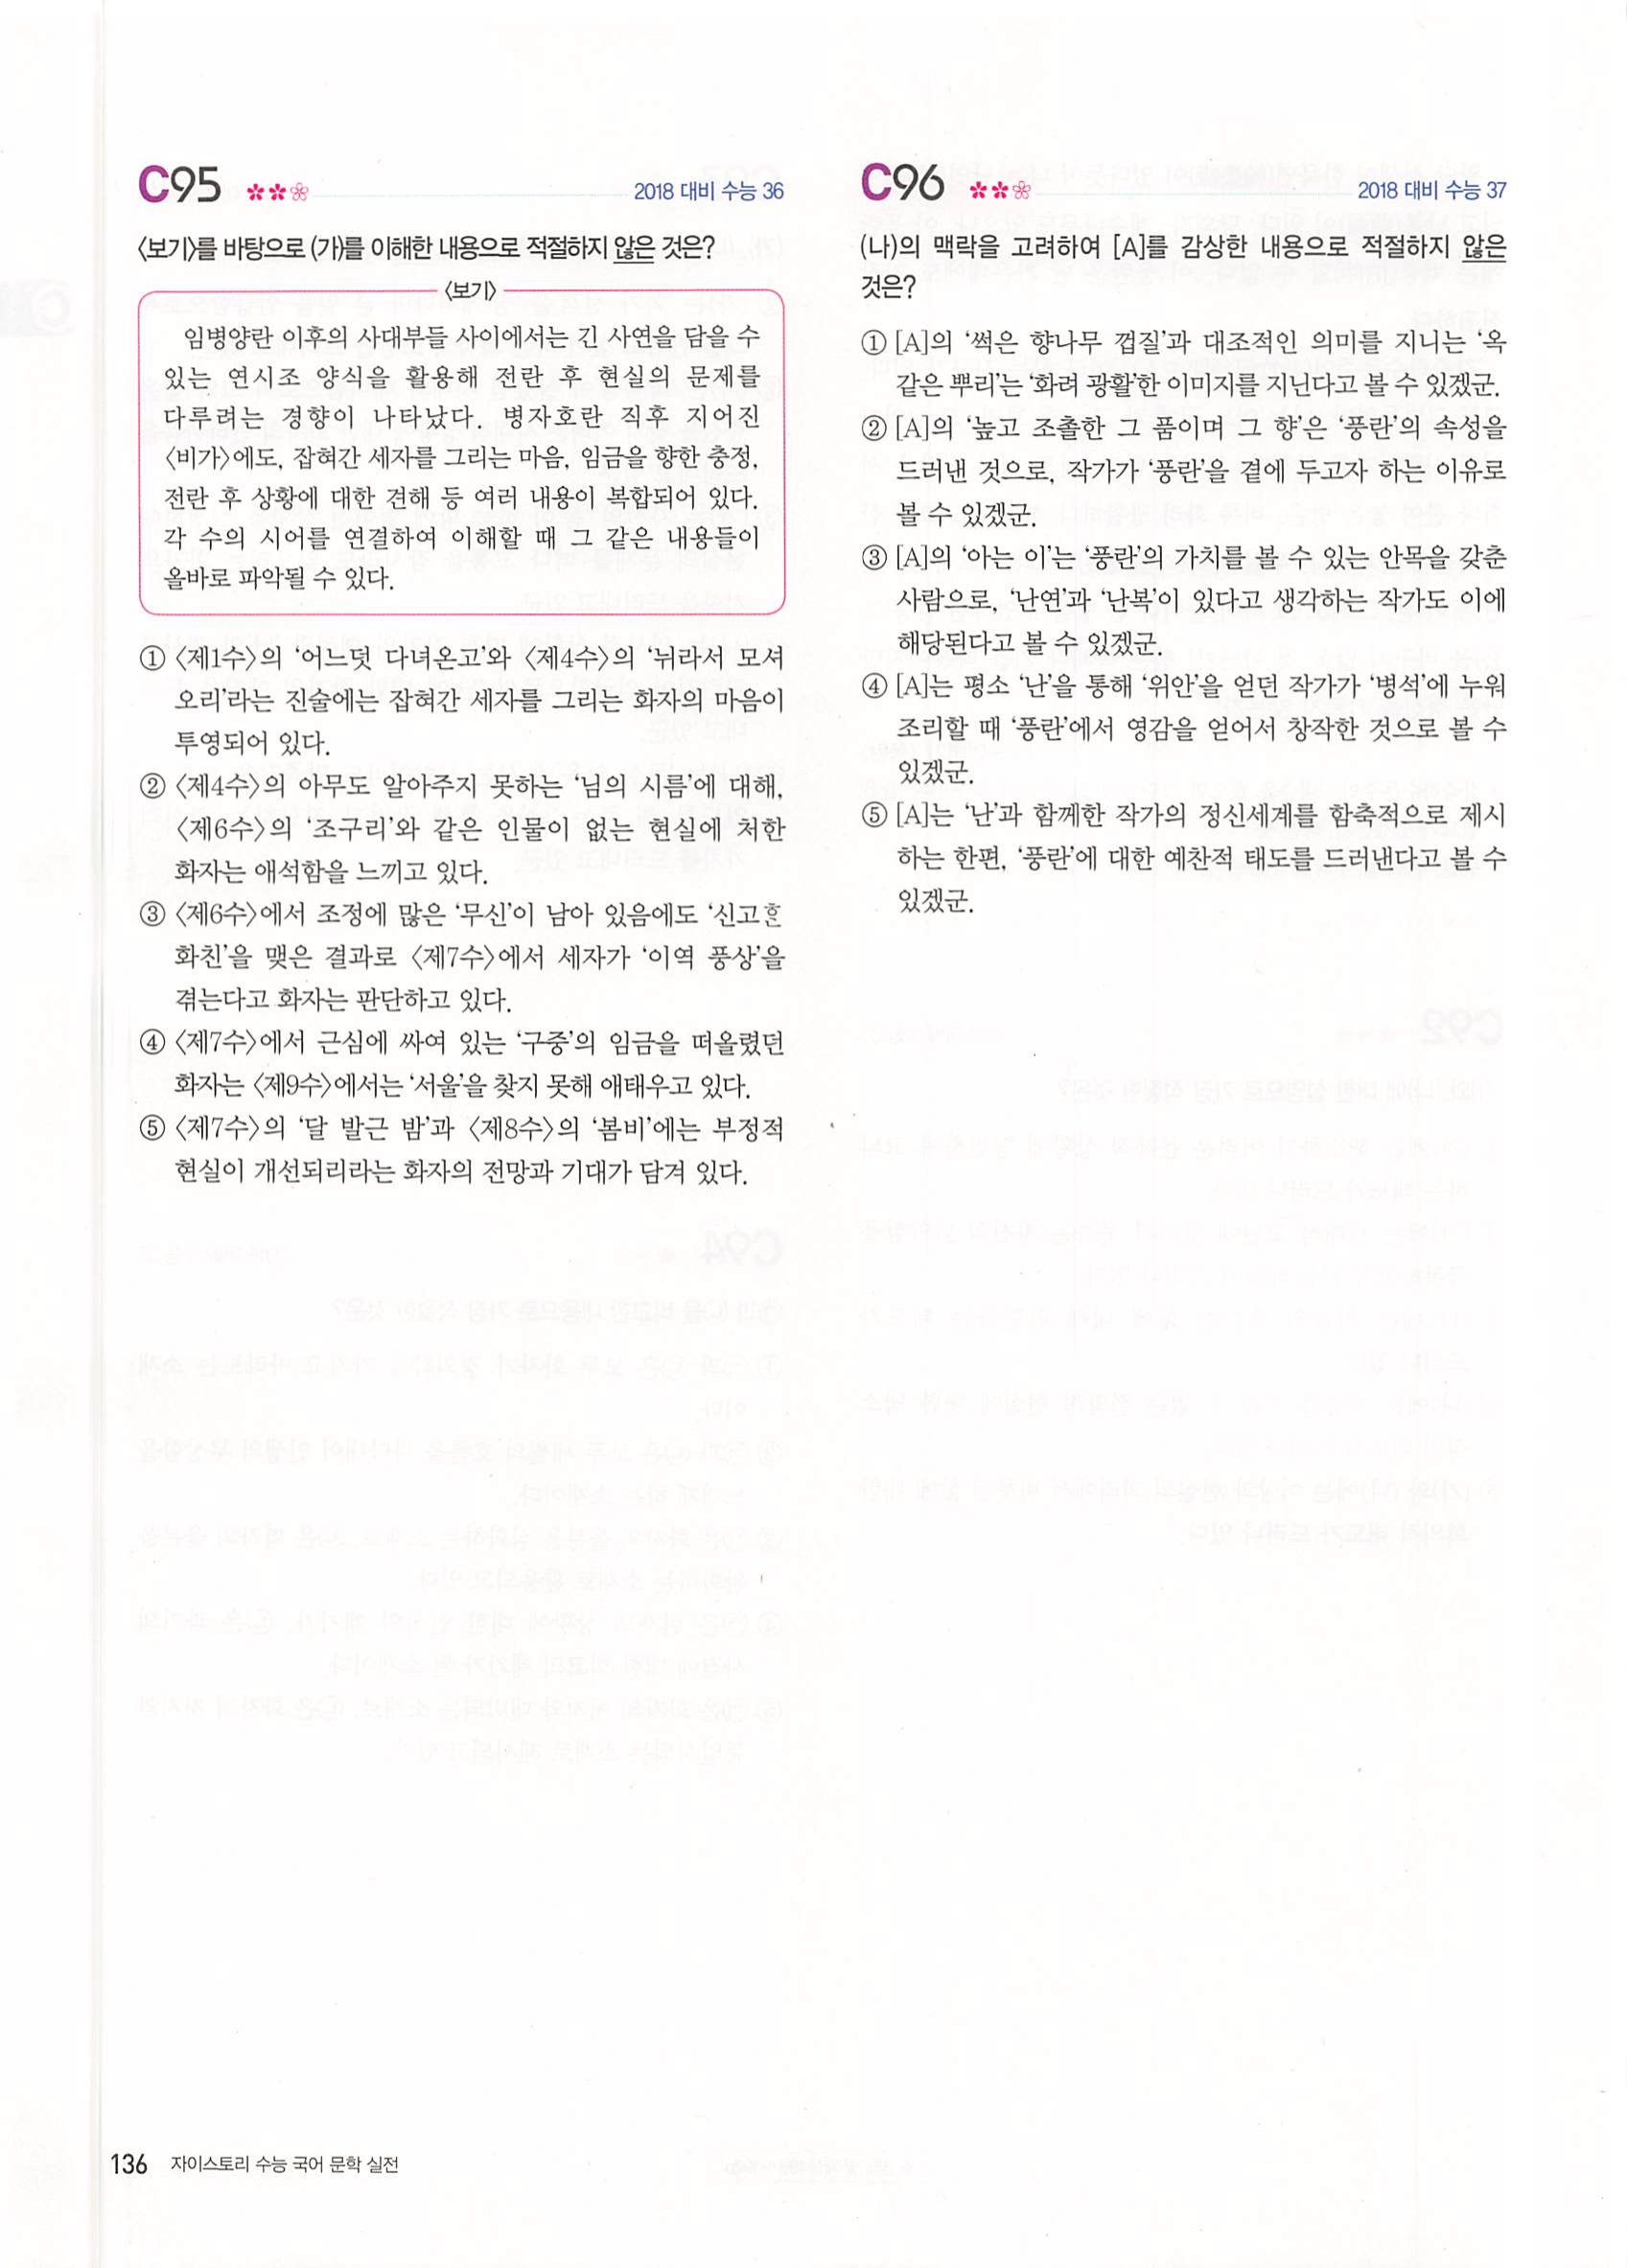 C95
2018 대비 수능 36
<보기>를 바탕으로 (가)를 이해한 내용으로 적절하지 않은 것은?
<보기>
임병양란 이후의 사대부들 사이에서는 긴 사연을 담을 수
있는 연시조 양식을 활용해 전란 후 현실의 문제를
다루려는 경향이 나타났다. 병자호란 직후 지어진
<비가>에도, 잡혀간 세자를 그리는 마음, 임금을 향한 충정,
전란 후 상황에 대한 견해 등 여러 내용이 복합되어 있다.
각 수의 시어를 연결하여 이해할 때 그 같은 내용들이
올바로 파악될 수 있다.
① <제1수>의 ‘어느덧 다녀온고’와 <제4수>의 ‘뉘라서 모셔
오리’라는 진술에는 잡혀간 세자를 그리는 화자의 마음이
투영되어 있다.
② <제4수>의 아무도 알아주지 못하는 ‘님의 시름’에 대해,
<제6수>의 ‘조구리’와 같은 인물이 없는 현실에 처한
화자는 애석함을 느끼고 있다.
③ <제6수>에서 조정에 많은 ‘무신’이 남아 있음에도 ‘신고ᄒᆞᆫ
화친’을 맺은 결과로 <제7수>에서 세자가 ‘이역 풍상’을
겪는다고 화자는 판단하고 있다.
④ <제7수>에서 근심에 싸여 있는 ‘구중’의 임금을 떠올렸던
화자는 <제9수>에서는 ‘서울’을 찾지 못해 애태우고 있다.
⑤ <제7수>의 ‘달 발근 밤’과 <제8수>의 ‘봄비’에는 부정적
현실이 개선되리라는 화자의 전망과 기대가 담겨 있다.
C96
2018 대비 수능 37
(나)의 맥락을 고려하여 [A]를 감상한 내용으로 적절하지 않은
것은?
① [A]의 ‘썩은 향나무 껍질’과 대조적인 의미를 지니는 ‘옥
같은 뿌리’는 ‘화려 광활’한 이미지를 지닌다고 볼 수 있겠군.
② [A]의 ‘높고 조촐한 그 품이며 그 향’은 ‘풍란’의 속성을
드러낸 것으로, 작가가 ‘풍란’을 곁에 두고자 하는 이유로
볼 수 있겠군.
③ [A]의 ‘아는 이’는 ‘풍란’의 가치를 볼 수 있는 안목을 갖춘
사람으로, ‘난연’과 ‘난복’이 있다고 생각하는 작가도 이에
해당된다고 볼 수 있겠군.
④ [A]는 평소 ‘난’을 통해 ‘위안’을 얻던 작가가 ‘병석’에 누워
조리할 때 ‘풍란’에서 영감을 얻어서 창작한 것으로 볼 수
있겠군.
⑤ [A]는 ‘난’과 함께한 작가의 정신세계를 함축적으로 제시
하는 한편, ‘풍란’에 대한 예찬적 태도를 드러낸다고 볼 수
있겠군.
136 자이스토리 수능 국어 문학 실전